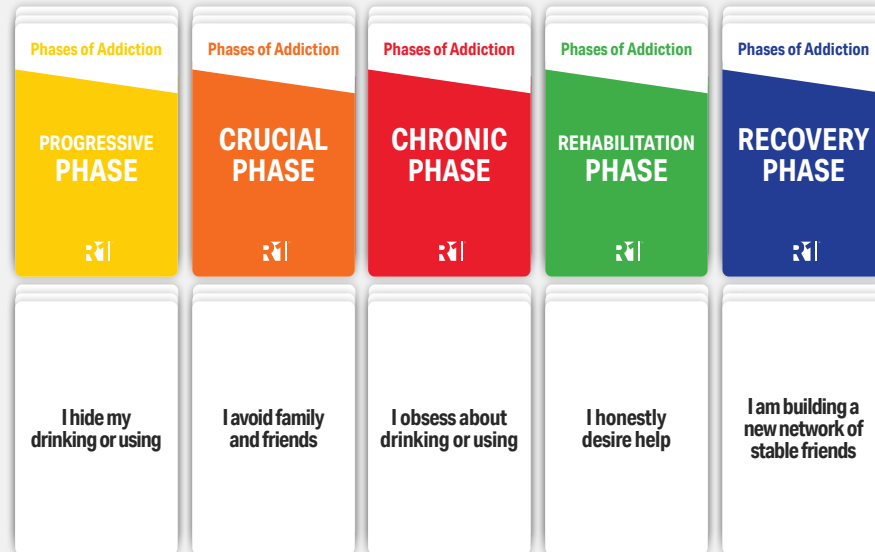 Phases of Addiction
PROGRESSIVE
PHASE
Phases of Addiction
CRUCIAL
PHASE
Phases of Addiction
CHRONIC
PHASE
Phases of Addiction
REHABILITATION
PHASE
Phases of Addiction
RECOVERY
PHASE
I hide my
drinking or using
I avoid family
and friends
I obsess about
drinking or using
I honestly
desire help
I am building a
new network of
stable friends